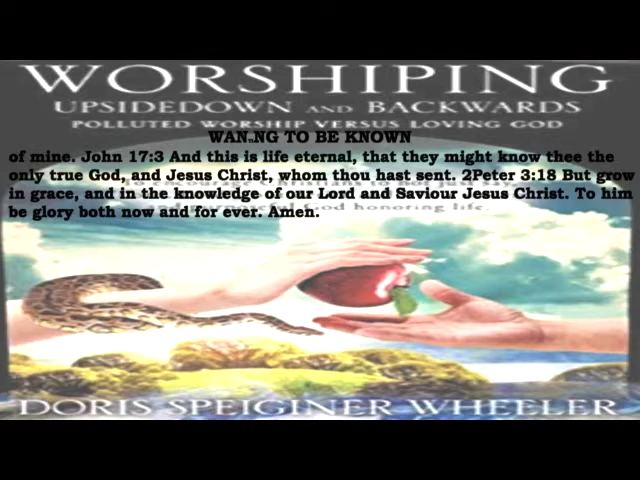 WORSHIPING
UPSIDEDOWN AND BACKWARDS
POLLUTED WORSHIP VERSUS LOVING GOD
WAN.NG TO BE KNOWN
of mine. John 17:3 And this is life eternal, that they might know thee the
only true God, and Jesus Christ, whom thou hast sent. 2Peter 3:18 But grow
in grace, and in the knowledge of our Lord and Saviour Jesus Christ. To him
be glory both now and for ever. Amen.
God honoring life.
DORIS SPEIGINER WHEELER